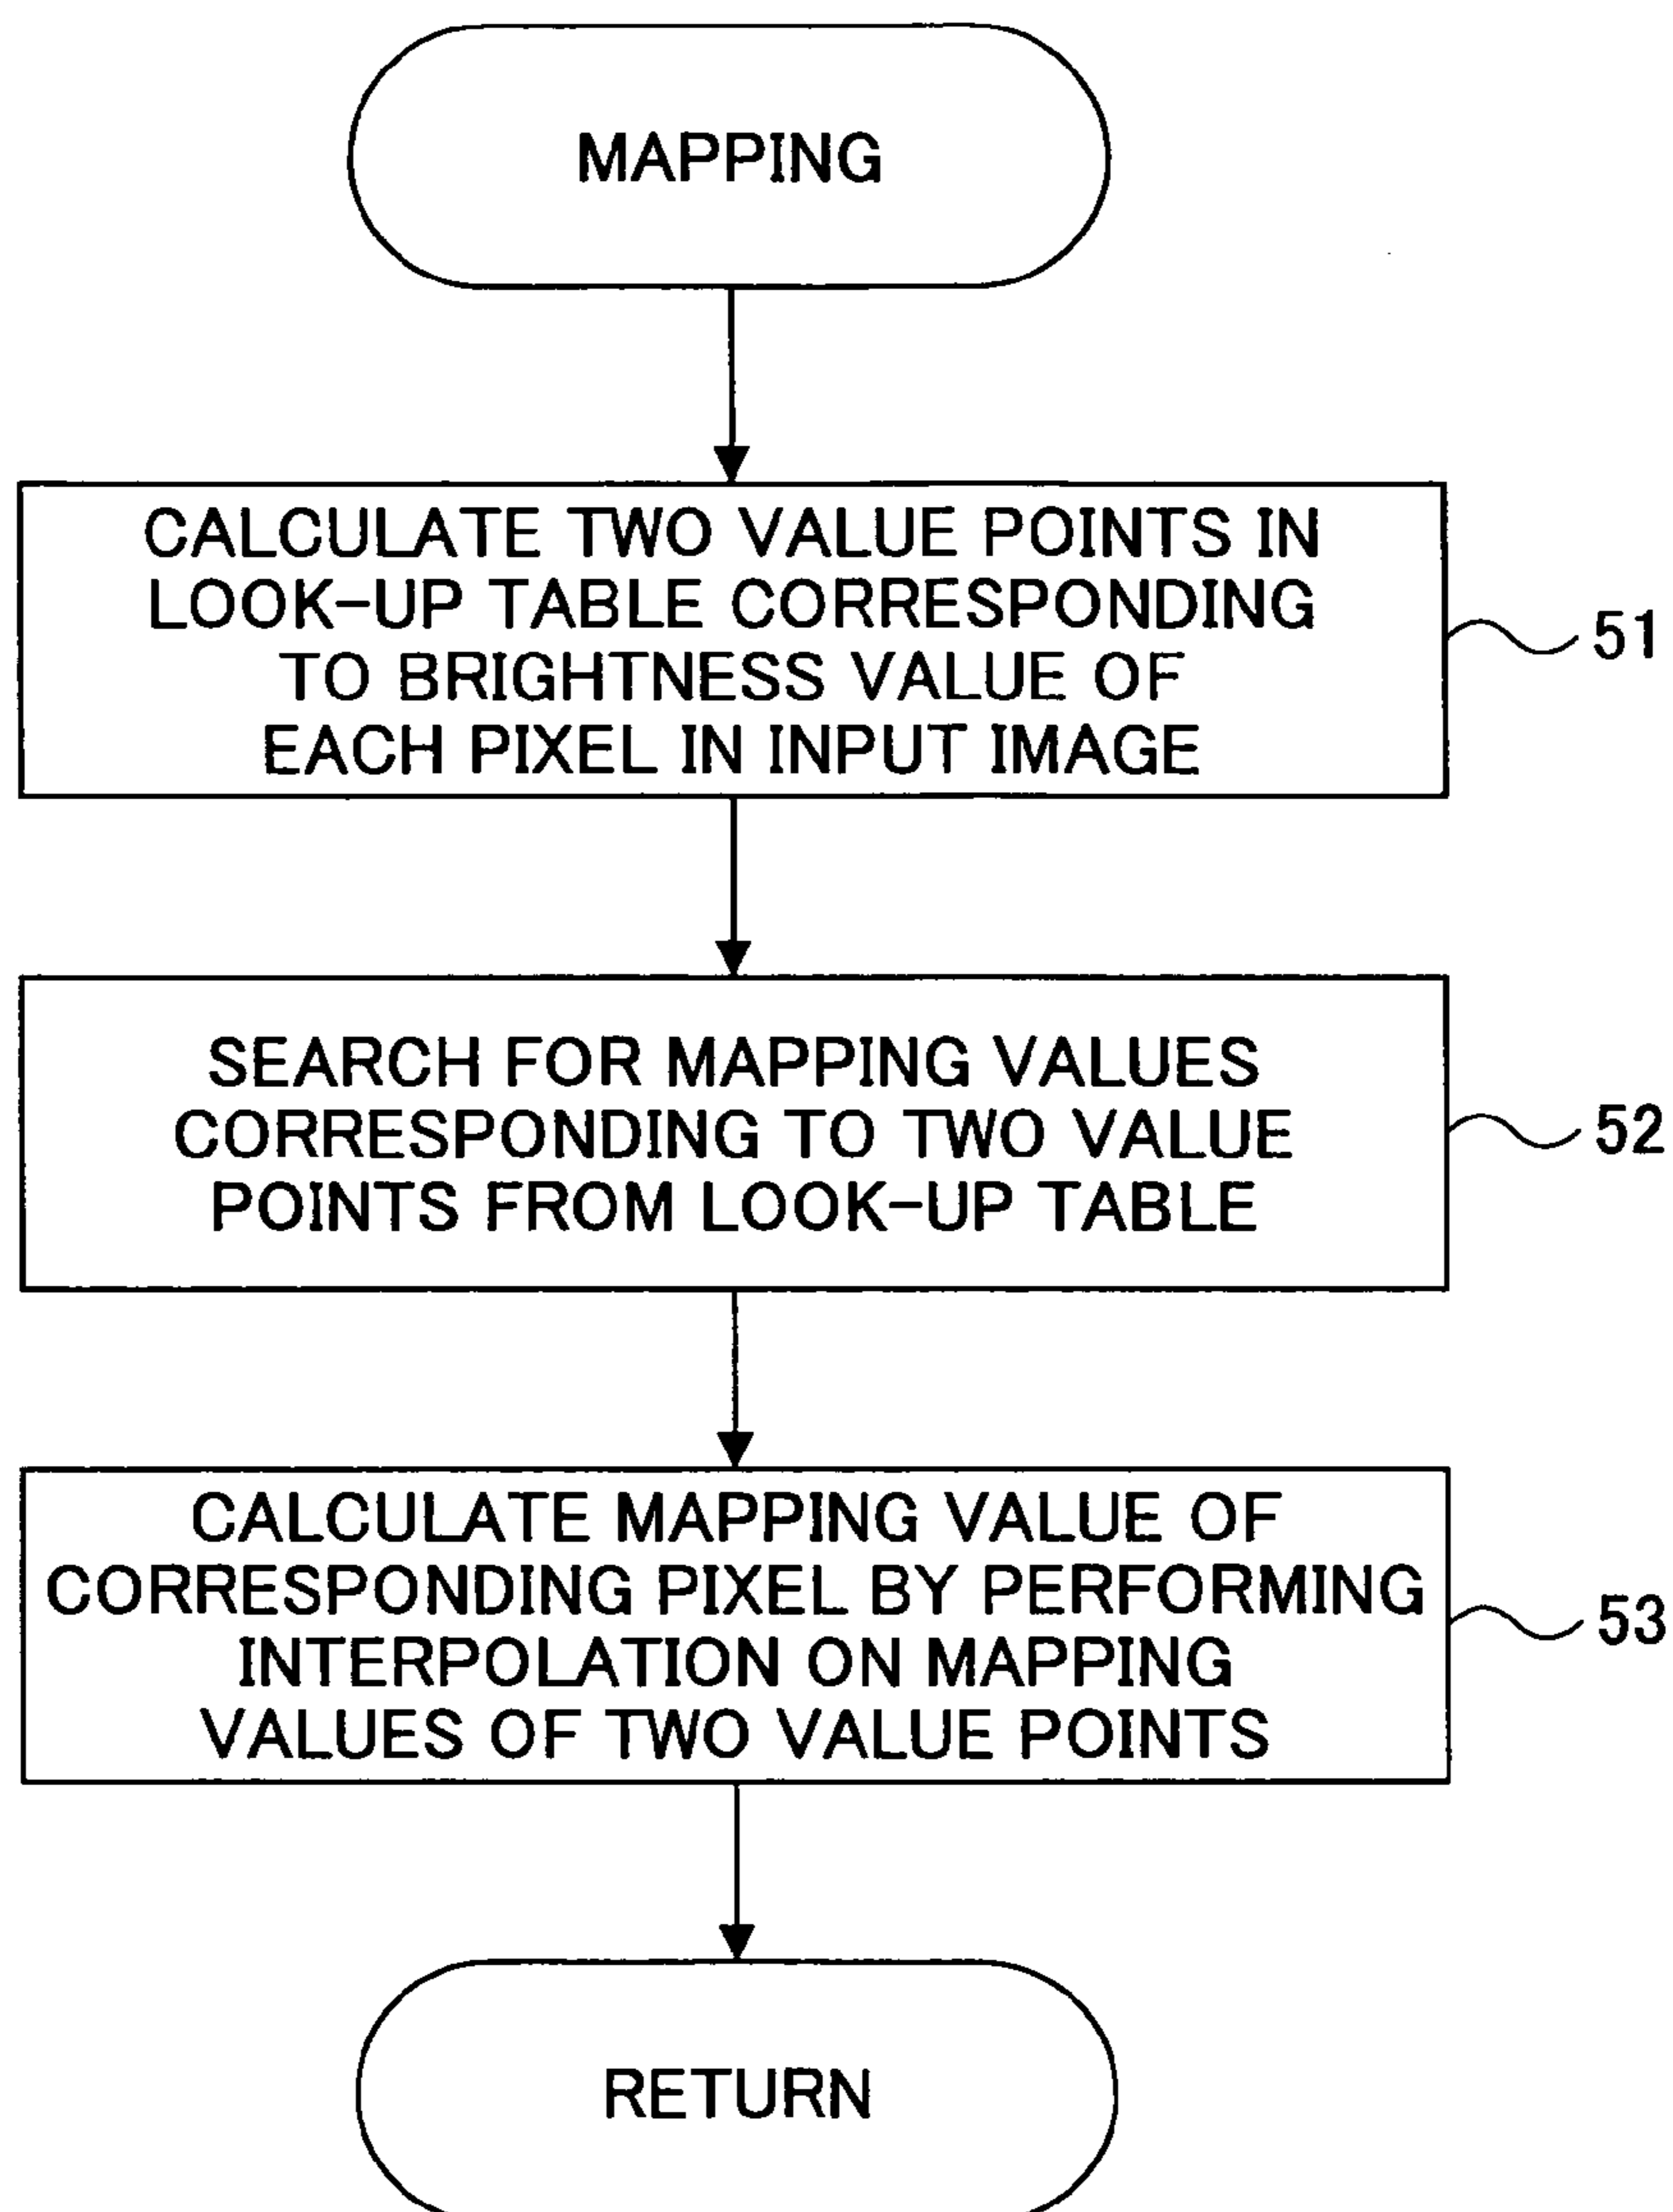 MAPPING
CALCULATE TWO VALUE POINTS IN
LOOK-UP TABLE CORRESPONDING
TO BRIGHTNESS VALUE OF
EACH PIXEL IN INPUT IMAGE
51
SEARCH FOR MAPPING VALUES
CORRESPONDING TO TWO VALUE
POINTS FROM LOOK-UP TABLE
52
CALCULATE MAPPING VALUE OF
CORRESPONDING PIXEL BY PERFORMING
INTERPOLATION ON MAPPING
VALUES OF TWO VALUE POINTS
53
RETURN